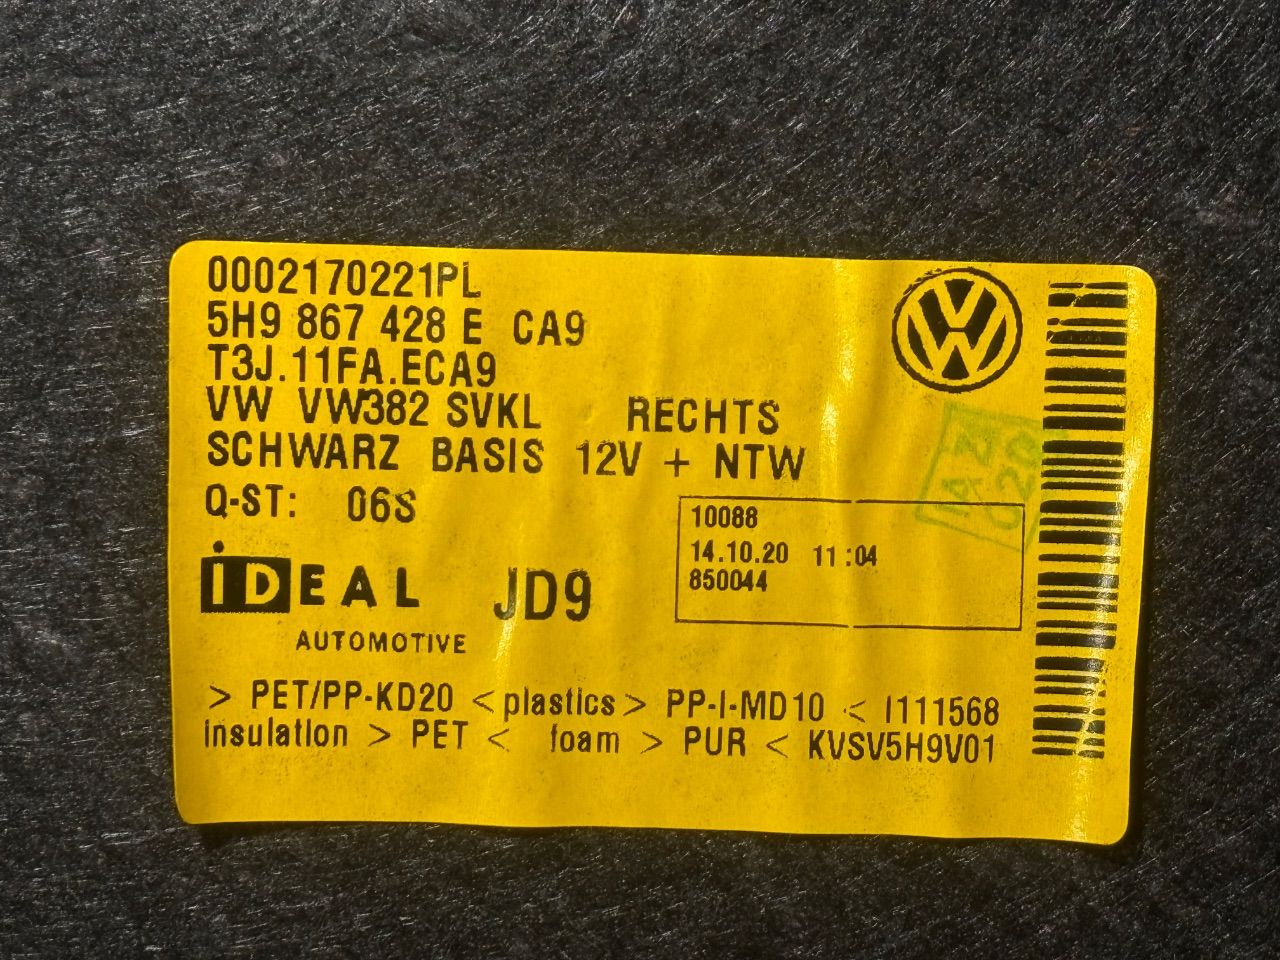 0002170221PL
5H9 867 428 E CA9
T3J.11FA.ECA9
VW VW382 SVKL RECHTS
SCHWARZ BASIS 12V + NTW
Q-ST: 06S
10088
14.10.20 11:04
850044
iDEAL JD9
AUTOMOTIVE
> PET/PP-KD20 < plastics > PP-I-MD10 < I111568
insulation > PET < foam > PUR < KVSV5H9V01